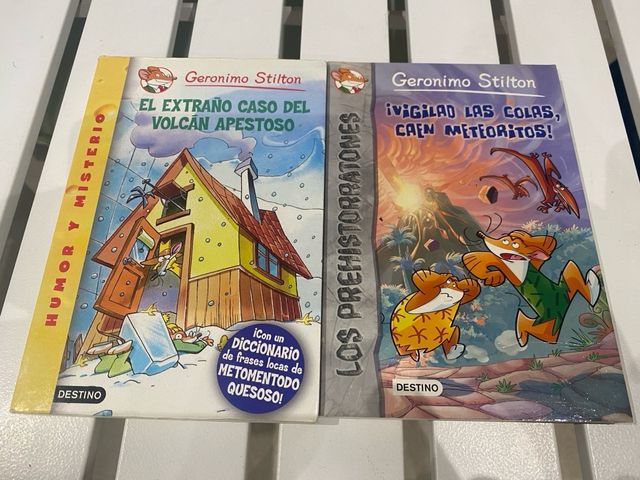 HUMOR Y MISTERIO
Geronimo Stilton
EL EXTRAÑO CASO DEL
VOLCÁN APESTOSO
¡Con un
DICCIONARIO
de frases locas de
METOMENTODO
QUESOSO!
DESTINO
LOS PREHISTORRATONES
Geronimo Stilton
¡VIGILAD LAS COLAS,
CAEN METEORITOS!
DESTINO